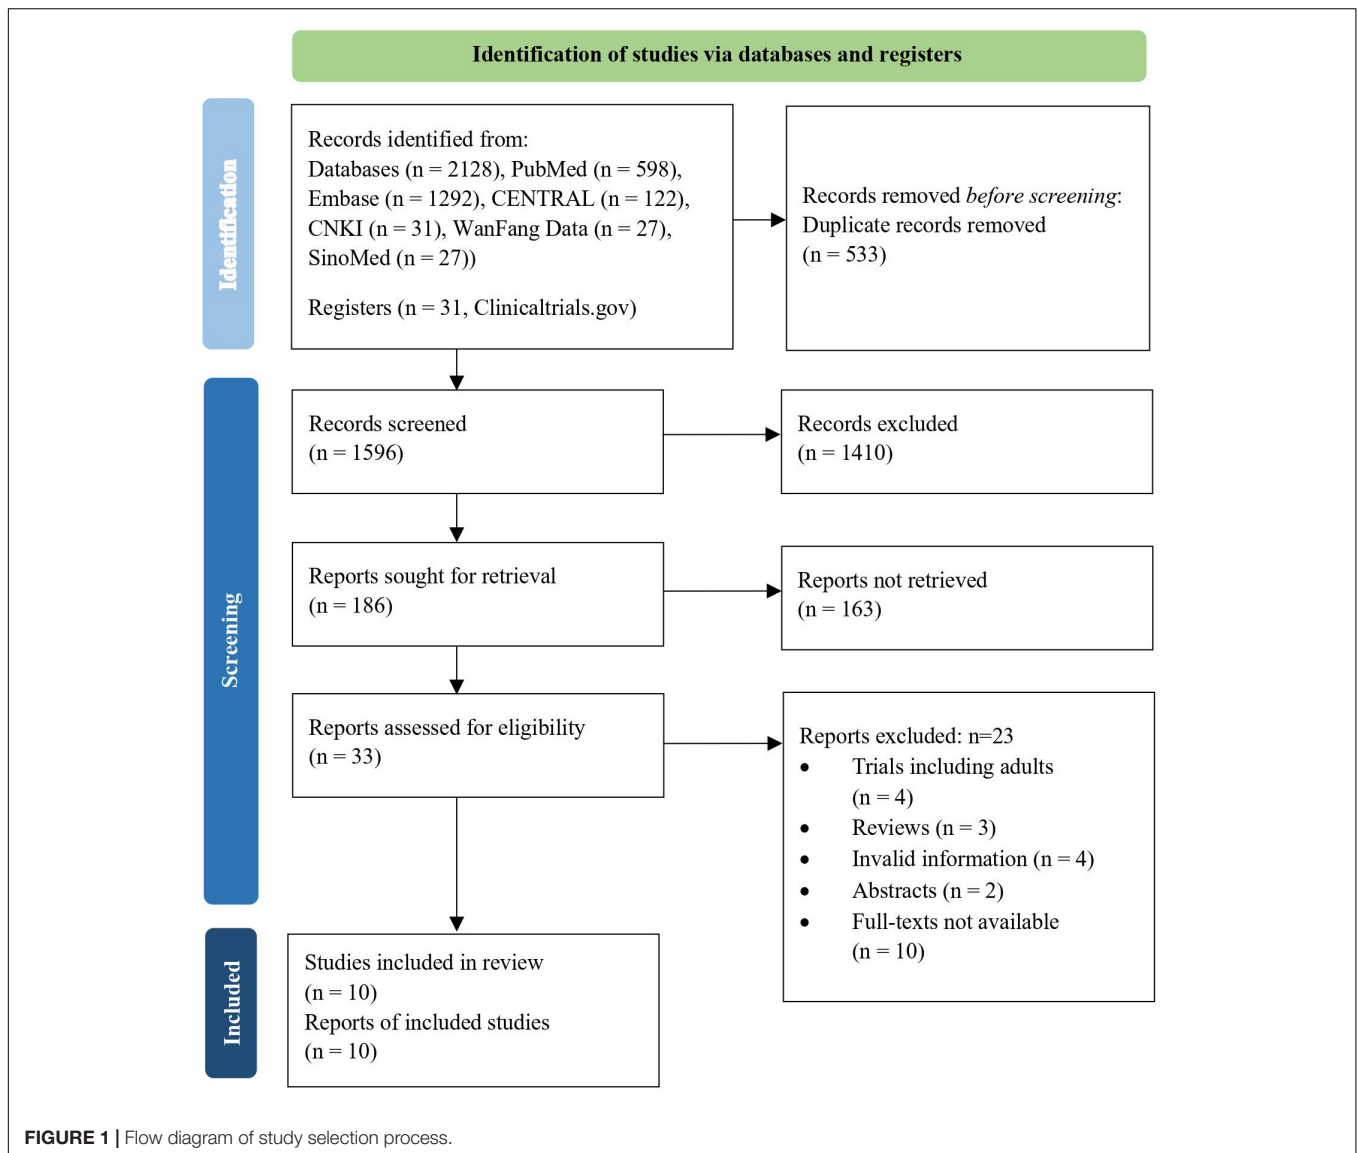 Identification of studies via databases and registers
Identification
Records identified from:
Databases (n = 2128), PubMed (n = 598),
Embase (n = 1292), CENTRAL (n = 122),
CNKI (n = 31), WanFang Data (n = 27),
SinoMed (n = 27))
Registers (n = 31, Clinicaltrials.gov)
Records removed before screening:
Duplicate records removed
(n = 533)
Screening
Records screened
(n = 1596)
Records excluded
(n = 1410)
Reports sought for retrieval
(n = 186)
Reports not retrieved
(n = 163)
Reports assessed for eligibility
(n = 33)
Reports excluded: n=23
• Trials including adults
(n = 4)
• Reviews (n = 3)
• Invalid information (n = 4)
• Abstracts (n = 2)
• Full-texts not available
(n = 10)
Included
Studies included in review
(n = 10)
Reports of included studies
(n = 10)
FIGURE 1 | Flow diagram of study selection process.